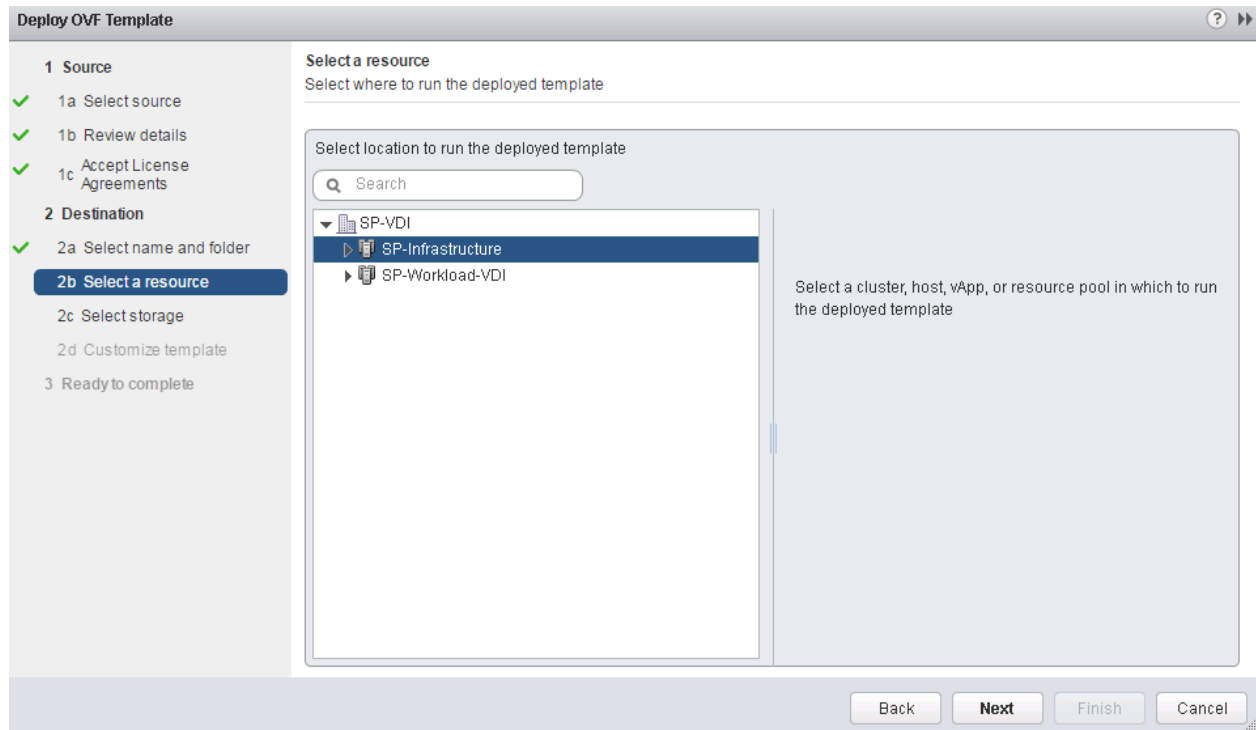 Deploy OVF Template
1 Source
1a Select source
1b Review details
1c Accept License
Agreements
2 Destination
2a Select name and folder
2b Select a resource
2c Select storage
2d Customize template
3 Ready to complete
Select a resource
Select where to run the deployed template
Select location to run the deployed template
Search
SP-VDI
SP-Infrastructure
SP-Workload-VDI
Select a cluster, host, vApp, or resource pool in which to run
the deployed template
Back Next Finish Cancel